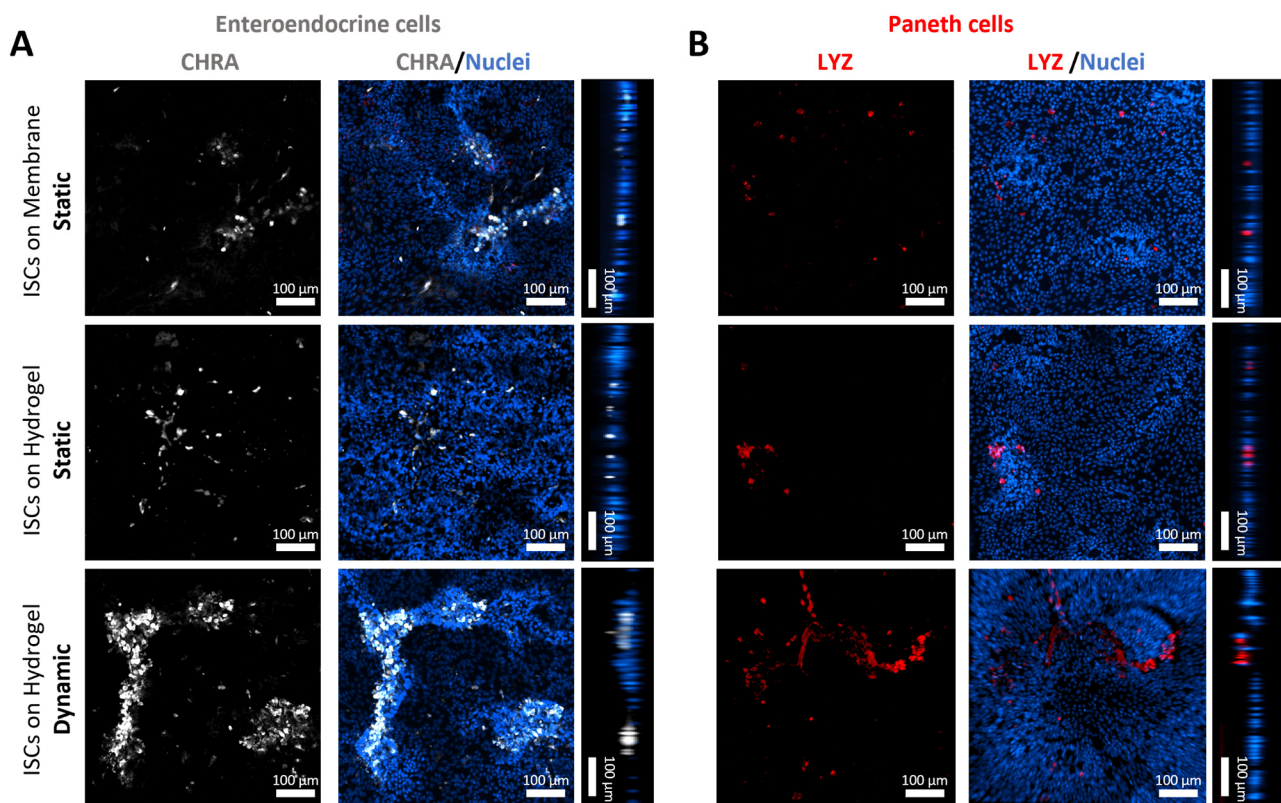 A
Enteroendocrine cells
CHRA
CHRA/Nuclei
B
Paneth cells
LYZ
LYZ /Nuclei
ISCs on Membrane
Static
100 µm
100 µm
100 µm
100 µm
100 µm
100 µm
ISCs on Hydrogel
Static
100 µm
100 µm
100 µm
100 µm
100 µm
100 µm
ISCs on Hydrogel
Dynamic
100 µm
100 µm
100 µm
100 µm
100 µm
100 µm